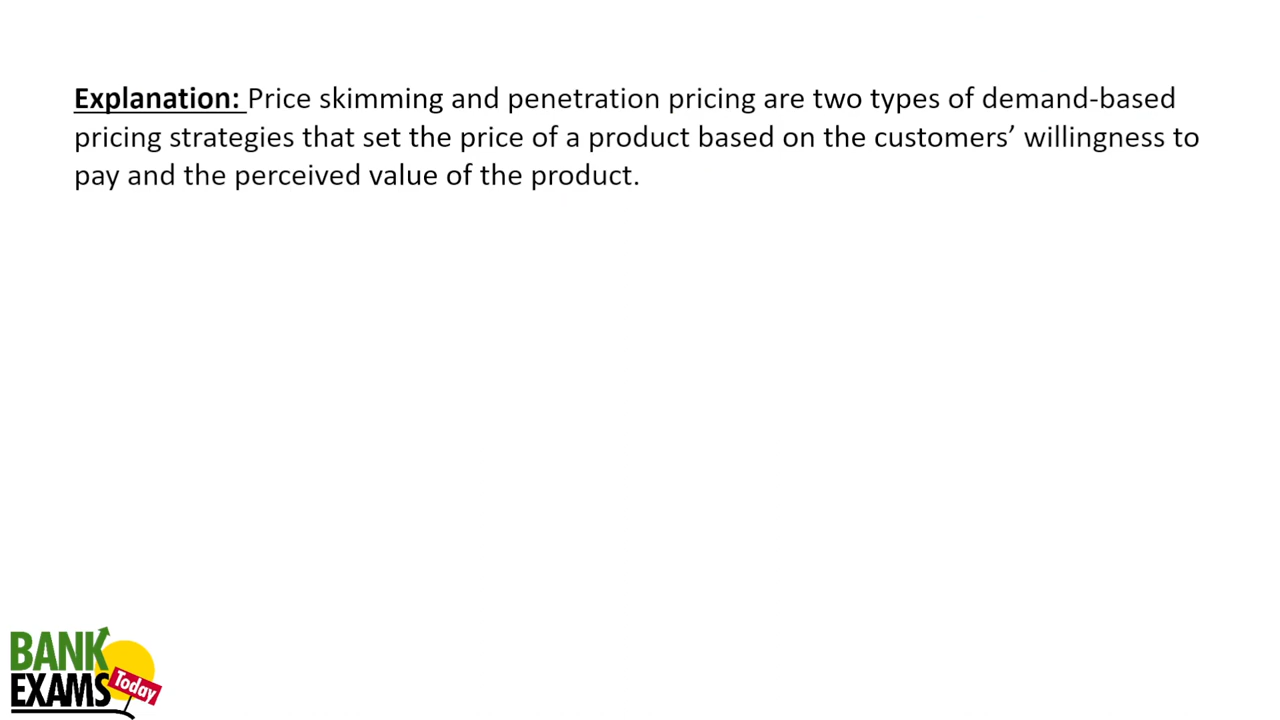 Explanation: Price skimming and penetration pricing are two types of demand-based
pricing strategies that set the price of a product based on the customers’ willingness to
pay and the perceived value of the product.
BANK
EXAMS
Today